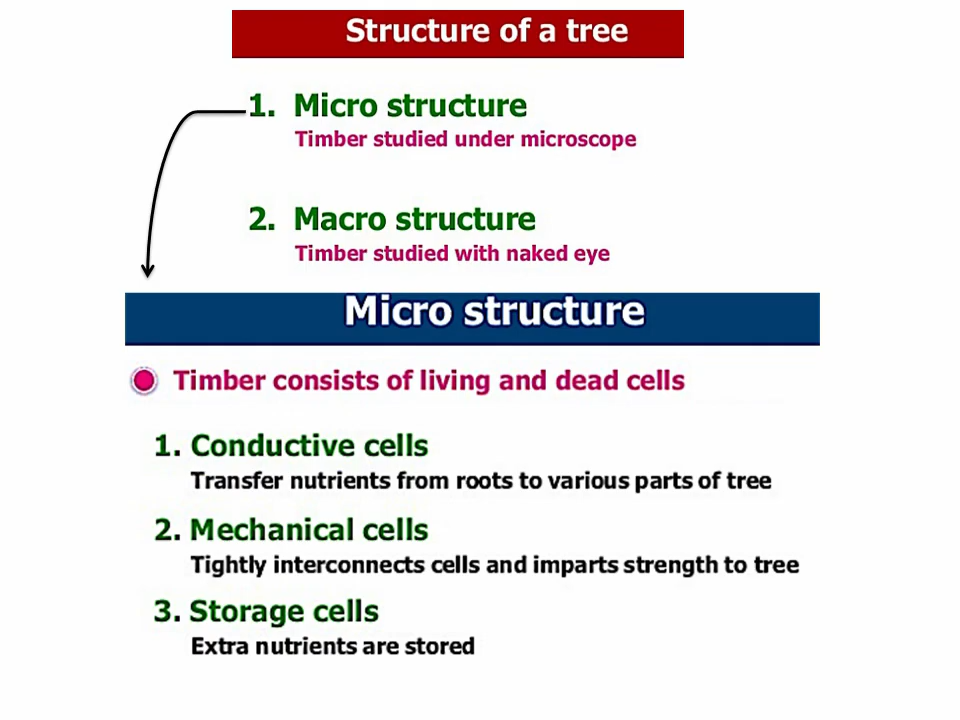 Structure of a tree
1. Micro structure
Timber studied under microscope
2. Macro structure
Timber studied with naked eye
Micro structure
Timber consists of living and dead cells
1. Conductive cells
Transfer nutrients from roots to various parts of tree
2. Mechanical cells
Tightly interconnects cells and imparts strength to tree
3. Storage cells
Extra nutrients are stored